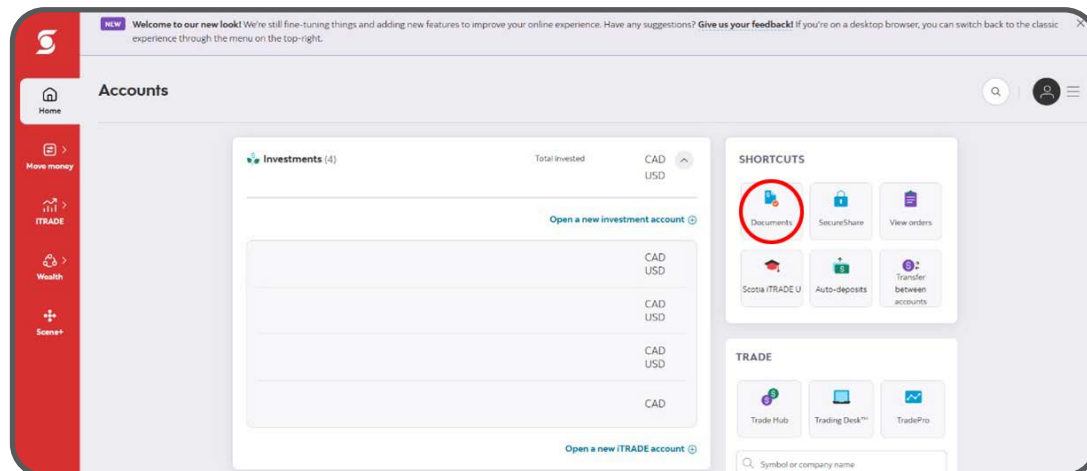 NEW Welcome to our new look! We're still fine-tuning things and adding new features to improve your online experience. Have any suggestions? Give us your feedback! If you're on a desktop browser, you can switch back to the classic
experience through the menu on the top-right.
Home
Move money
iTRADE
Wealth
Scene+
Accounts
Investments (4)
Total invested
CAD
USD
Open a new investment account
CAD
USD
CAD
USD
CAD
USD
CAD
Open a new iTRADE account
SHORTCUTS
Documents
SecureShare
View orders
Scotia iTRADE U
Auto-deposits
Transfer
between
accounts
TRADE
Trade Hub
Trading Desk™
TradePro
Symbol or company name